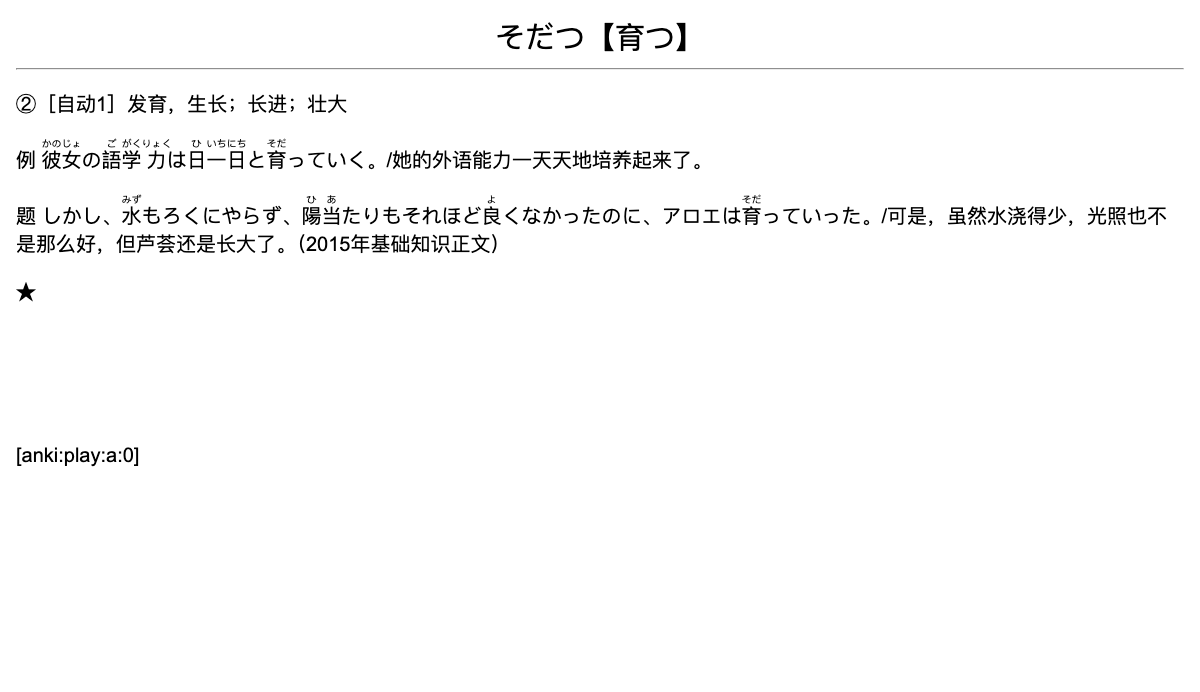 そだつ【育つ】
②［自动1］发育，生长；长进；壮大
かのじょ ご がくりょく ひ いちにち そだ
例 彼女の語学力は日一日と育っていく。/她的外语能力一天天地培养起来了。
みず ひ あ よ そだ
题 しかし、水もろくにやらず、陽当たりもそれほど良くなかったのに、アロエは育っていった。/可是，虽然水浇得少，光照也不
是那么好，但芦荟还是长大了。（2015年基础知识正文）
★
[anki:play:a:0]